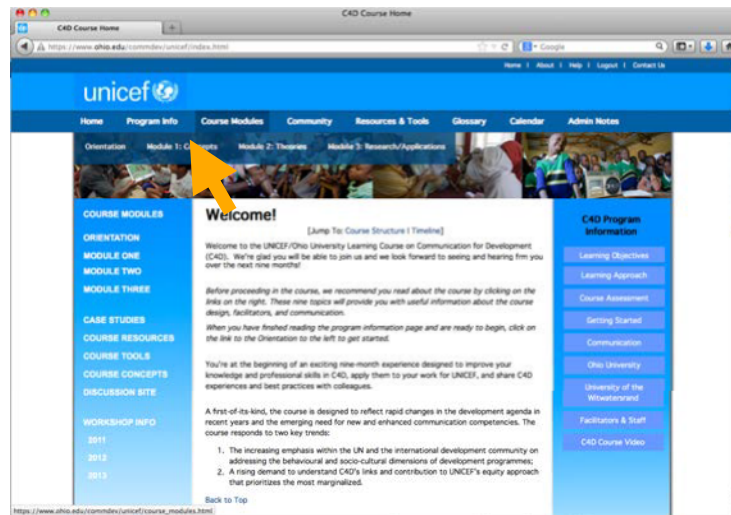 C4D Course Home
C4D Course Home
https://www.ohio.edu/commdev/unicef/index.html
Google
Home | About | Help | Logout | Contact Us
unicef
Home Program Info Course Modules Community Resources & Tools Glossary Calendar Admin Notes
Orientation Module 1: Concepts Module 2: Theories Module 3: Research/Applications
COURSE MODULES
ORIENTATION
MODULE ONE
MODULE TWO
MODULE THREE
CASE STUDIES
COURSE RESOURCES
COURSE TOOLS
COURSE CONCEPTS
DISCUSSION SITE
WORKSHOP INFO
2011
2012
2013
Welcome!
[Jump To: Course Structure | Timeline]
Welcome to the UNICEF/Ohio University Learning Course on Communication for Development
(C4D). We're glad you will be able to join us and we look forward to seeing and hearing frm you
over the next nine months!
Before proceeding in the course, we recommend you read about the course by clicking on the
links on the right. These nine topics will provide you with useful information about the course
design, facilitators, and communication.
When you have finshed reading the program information page and are ready to begin, click on
the link to the Orientation to the left to get started.
You're at the beginning of an exciting nine-month experience designed to improve your
knowledge and professional skills in C4D, apply them to your work for UNICEF, and share C4D
experiences and best practices with colleagues.
A first-of-its-kind, the course is designed to reflect rapid changes in the development agenda in
recent years and the emerging need for new and enhanced communication competencies. The
course responds to two key trends:
1. The increasing emphasis within the UN and the international development community on
addressing the behavioural and socio-cultural dimensions of development programmes;
2. A rising demand to understand C4D's links and contribution to UNICEF's equity approach
that prioritizes the most marginalized.
Back to Top
C4D Program
Information
Learning Objectives
Learning Approach
Course Assessment
Getting Started
Communication
Ohio University
University of the
Witwatersrand
Facilitators & Staff
C4D Course Video
https://www.ohio.edu/commdev/unicef/course_modules.html